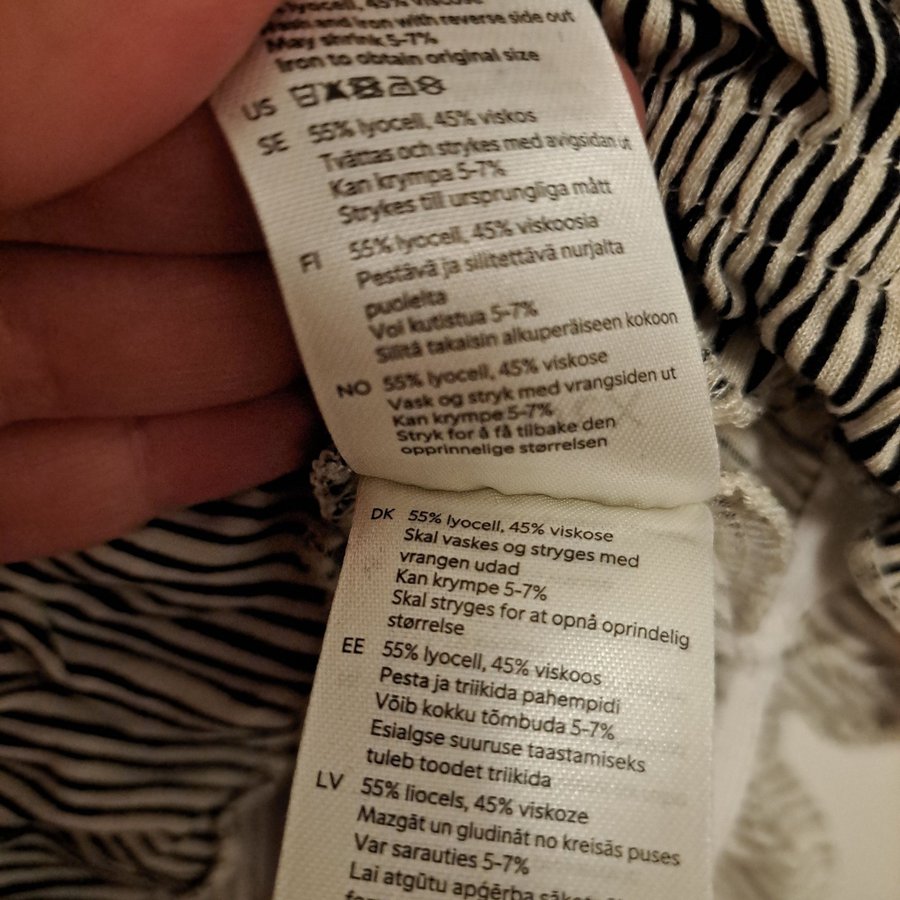 lyocell, 45% viscose
and iron with reverse side out
May shrink 5-7%
Iron to obtain original size
US
SE 55% lyocell, 45% viskos
Tvättas och strykes med avigsidan ut
Kan krympa 5-7%
Strykes till ursprungliga mått
FI 55% lyocell, 45% viskoosia
Pestävä ja silitettävä nurjalta
puolelta
Voi kutistua 5-7%
Silitä takaisin alkuperäiseen kokoon
NO 55% lyocell, 45% viskose
Vask og stryk med vrangsiden ut
Kan krympe 5-7%
Stryk for å få tilbake den
opprinnelige størrelsen
DK 55% lyocell, 45% viskose
Skal vaskes og stryges med
vrangen udad
Kan krympe 5-7%
Skal stryges for at opnå oprindelig
størrelse
EE 55% lyocell, 45% viskoos
Pesta ja triikida pahempidi
Võib kokku tõmbuda 5-7%
Esialgse suuruse taastamiseks
tuleb toodet triikida
LV 55% liocels, 45% viskoze
Mazgāt un gludināt no kreisās puses
Var sarauties 5-7%
Lai atgūtu apģērba